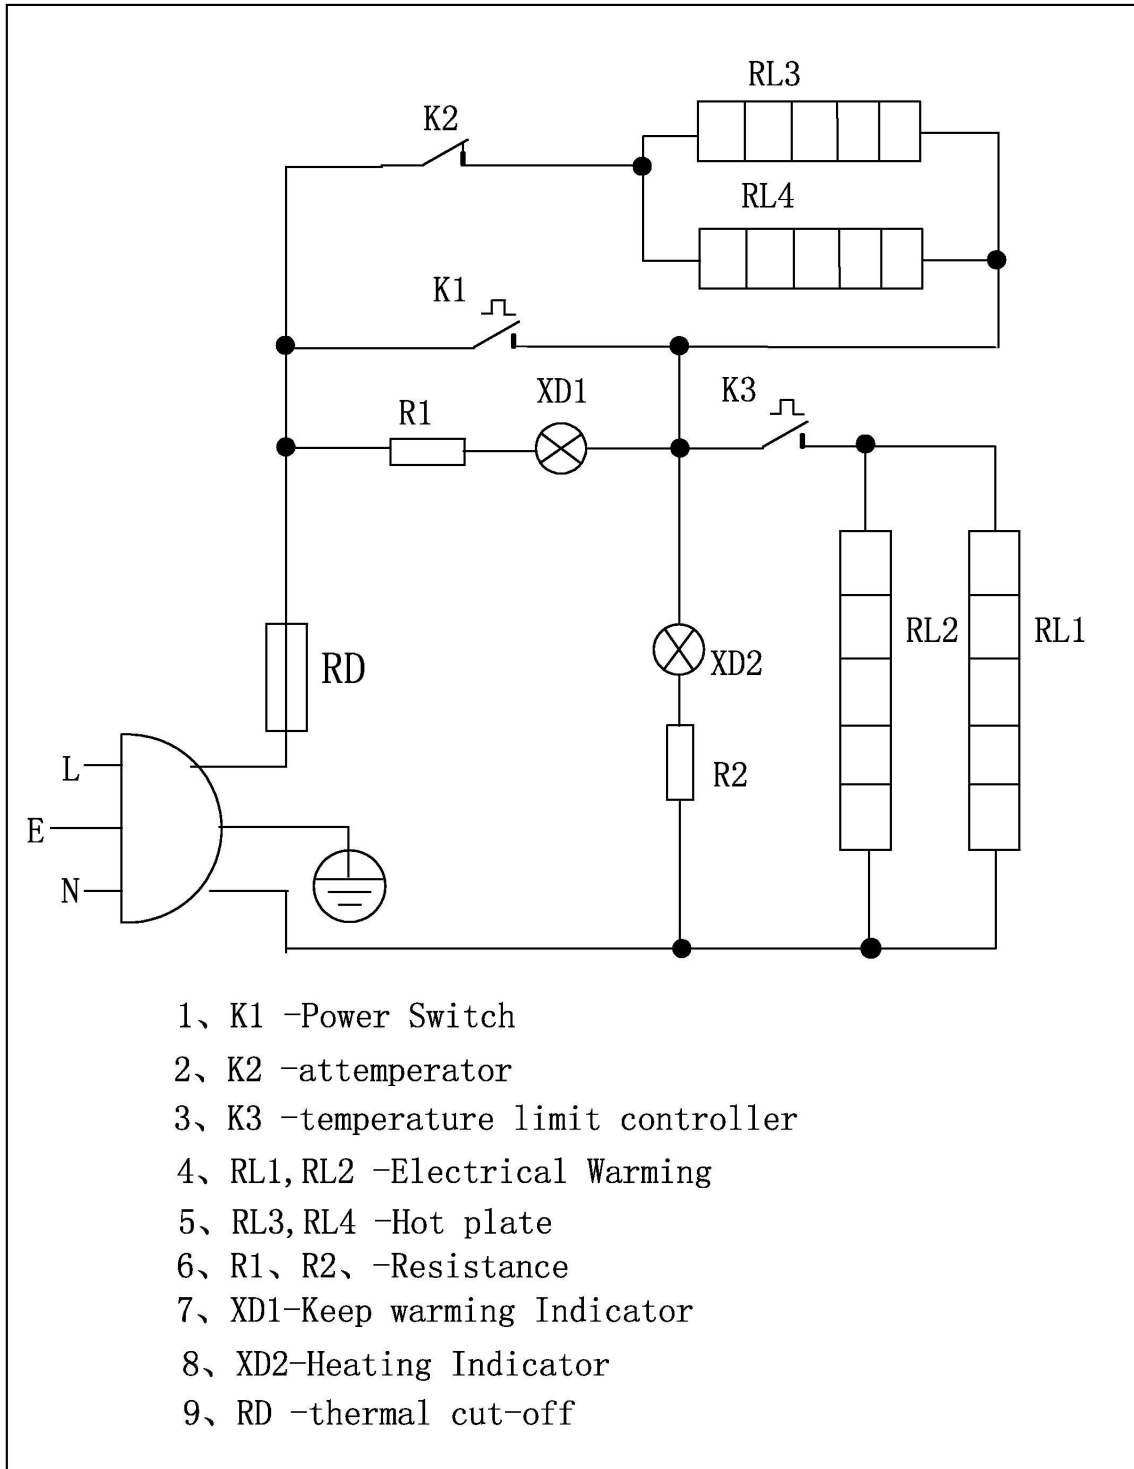 RL3
K2
RL4
K1
XD1
K3
R1
RL2
RL1
XD2
RD
R2
L
E
N
1、K1 -Power Switch
2、K2 -attemperator
3、K3 -temperature limit controller
4、RL1,RL2 -Electrical Warming
5、RL3,RL4 -Hot plate
6、R1、R2、-Resistance
7、XD1-Keep warming Indicator
8、XD2-Heating Indicator
9、RD -thermal cut-off